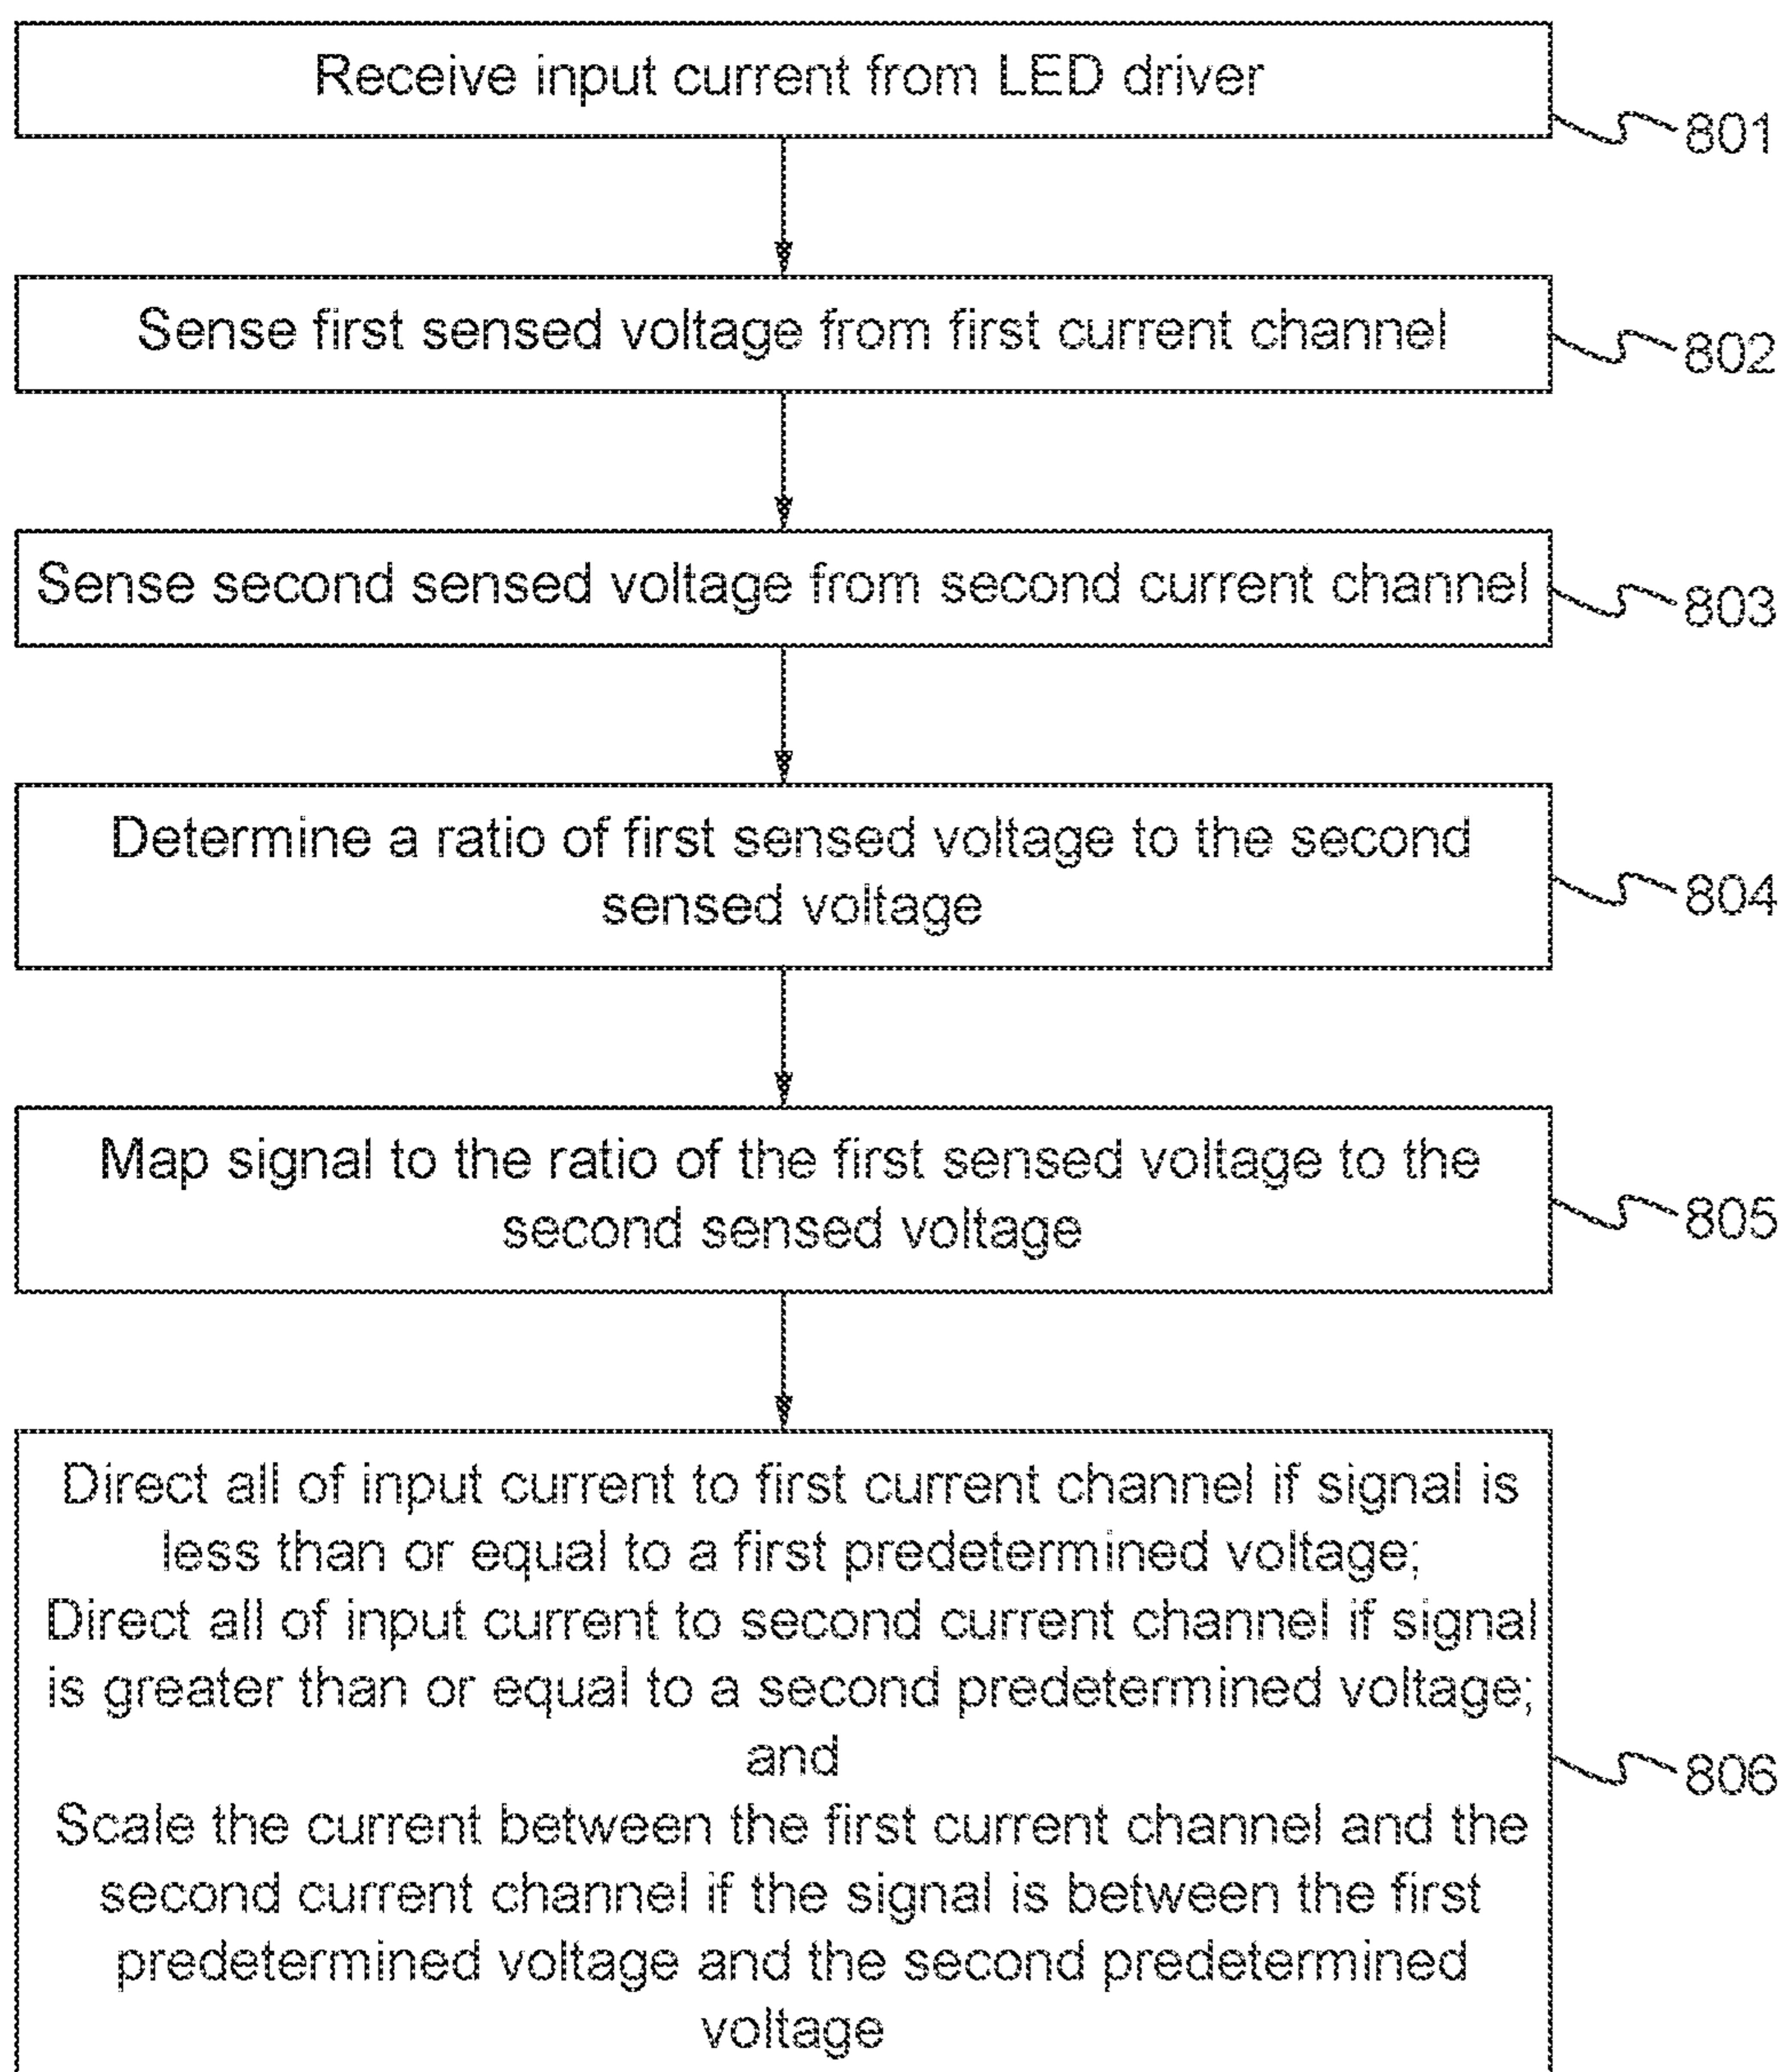 Receive input current from LED driver
801
Sense first sensed voltage from first current channel
802
Sense second sensed voltage from second current channel
803
Determine a ratio of first sensed voltage to the second
sensed voltage
804
Map signal to the ratio of the first sensed voltage to the
second sensed voltage
805
Direct all of input current to first current channel if signal is
less than or equal to a first predetermined voltage;
Direct all of input current to second current channel if signal
is greater than or equal to a second predetermined voltage;
and
Scale the current between the first current channel and the
second current channel if the signal is between the first
predetermined voltage and the second predetermined
voltage
806